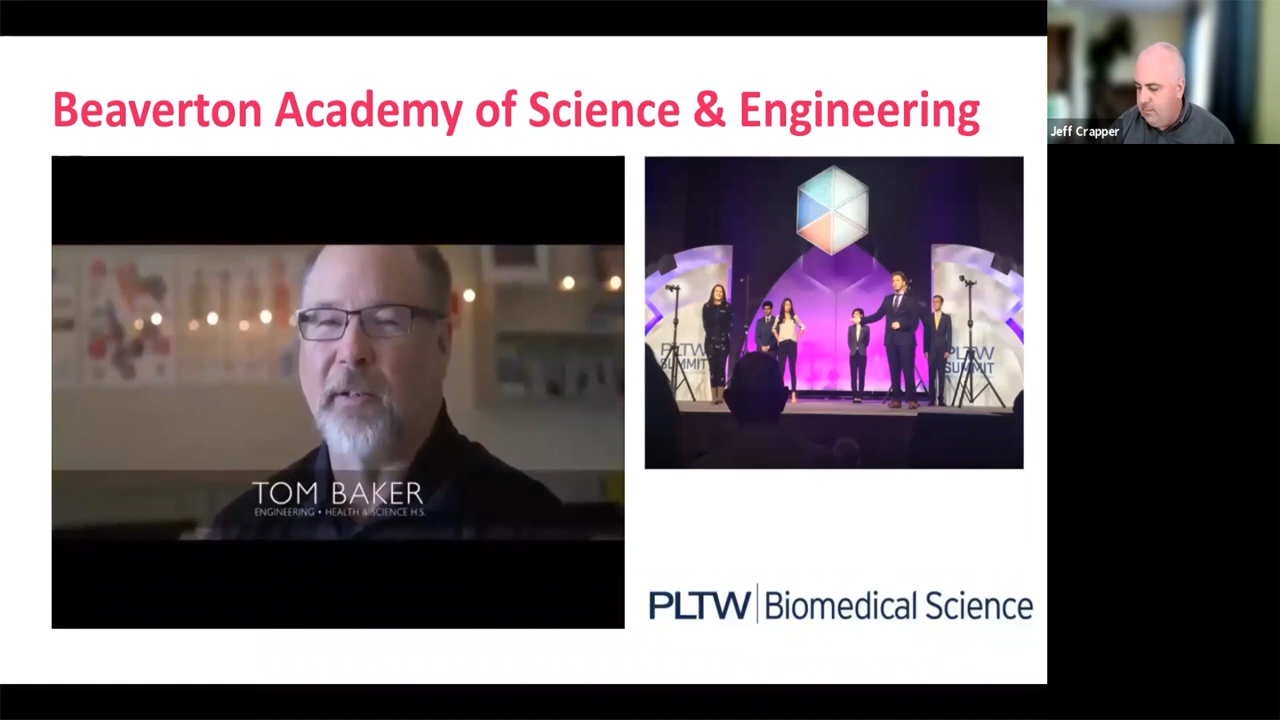 Beaverton Academy of Science & Engineering
Jeff Crapper
TOM BAKER
ENGINEERING • HEALTH & SCIENCE H.S.
PLTW
SUMMIT
PLTW
SUMMIT
PLTW | Biomedical Science